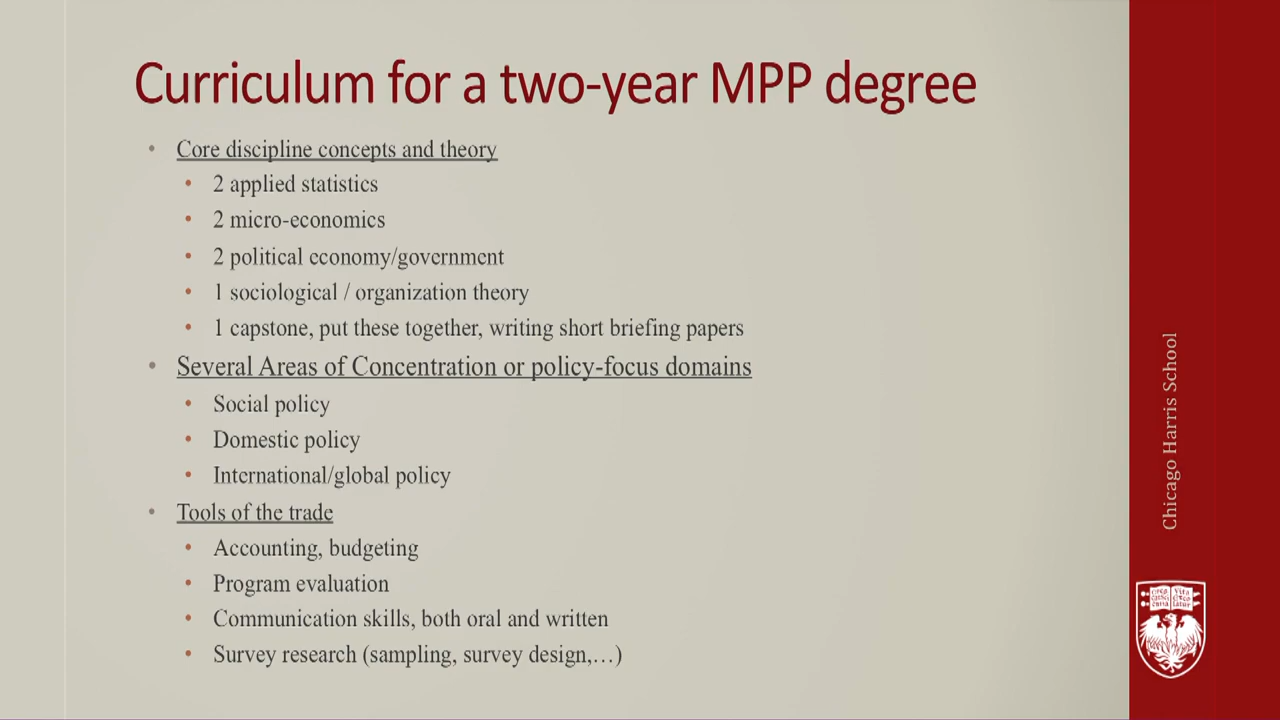 Curriculum for a two-year MPP degree
• Core discipline concepts and theory
• 2 applied statistics
• 2 micro-economics
• 2 political economy/government
• 1 sociological / organization theory
• 1 capstone, put these together, writing short briefing papers
• Several Areas of Concentration or policy-focus domains
• Social policy
• Domestic policy
• International/global policy
• Tools of the trade
• Accounting, budgeting
• Program evaluation
• Communication skills, both oral and written
• Survey research (sampling, survey design,…)
Chicago Harris School